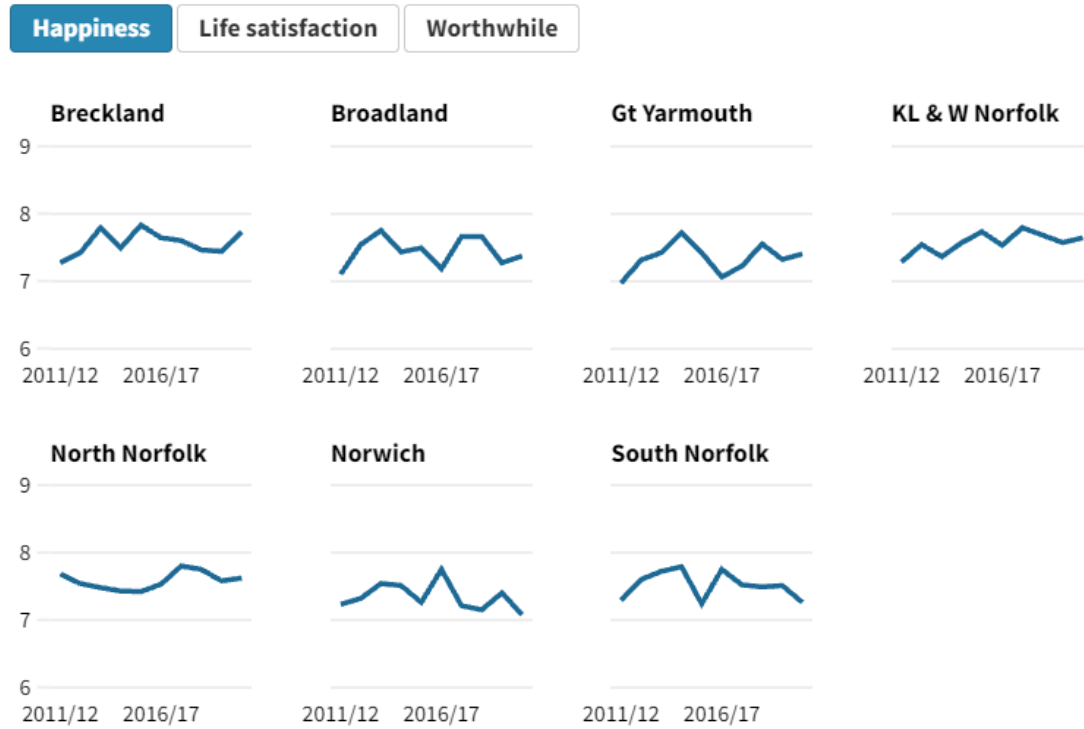 Happiness Life satisfaction Worthwhile
Breckland Broadland Gt Yarmouth KL & W Norfolk
9
8
7
6
2011/12 2016/17 2011/12 2016/17 2011/12 2016/17 2011/12 2016/17
North Norfolk Norwich South Norfolk
9
8
7
6
2011/12 2016/17 2011/12 2016/17 2011/12 2016/17